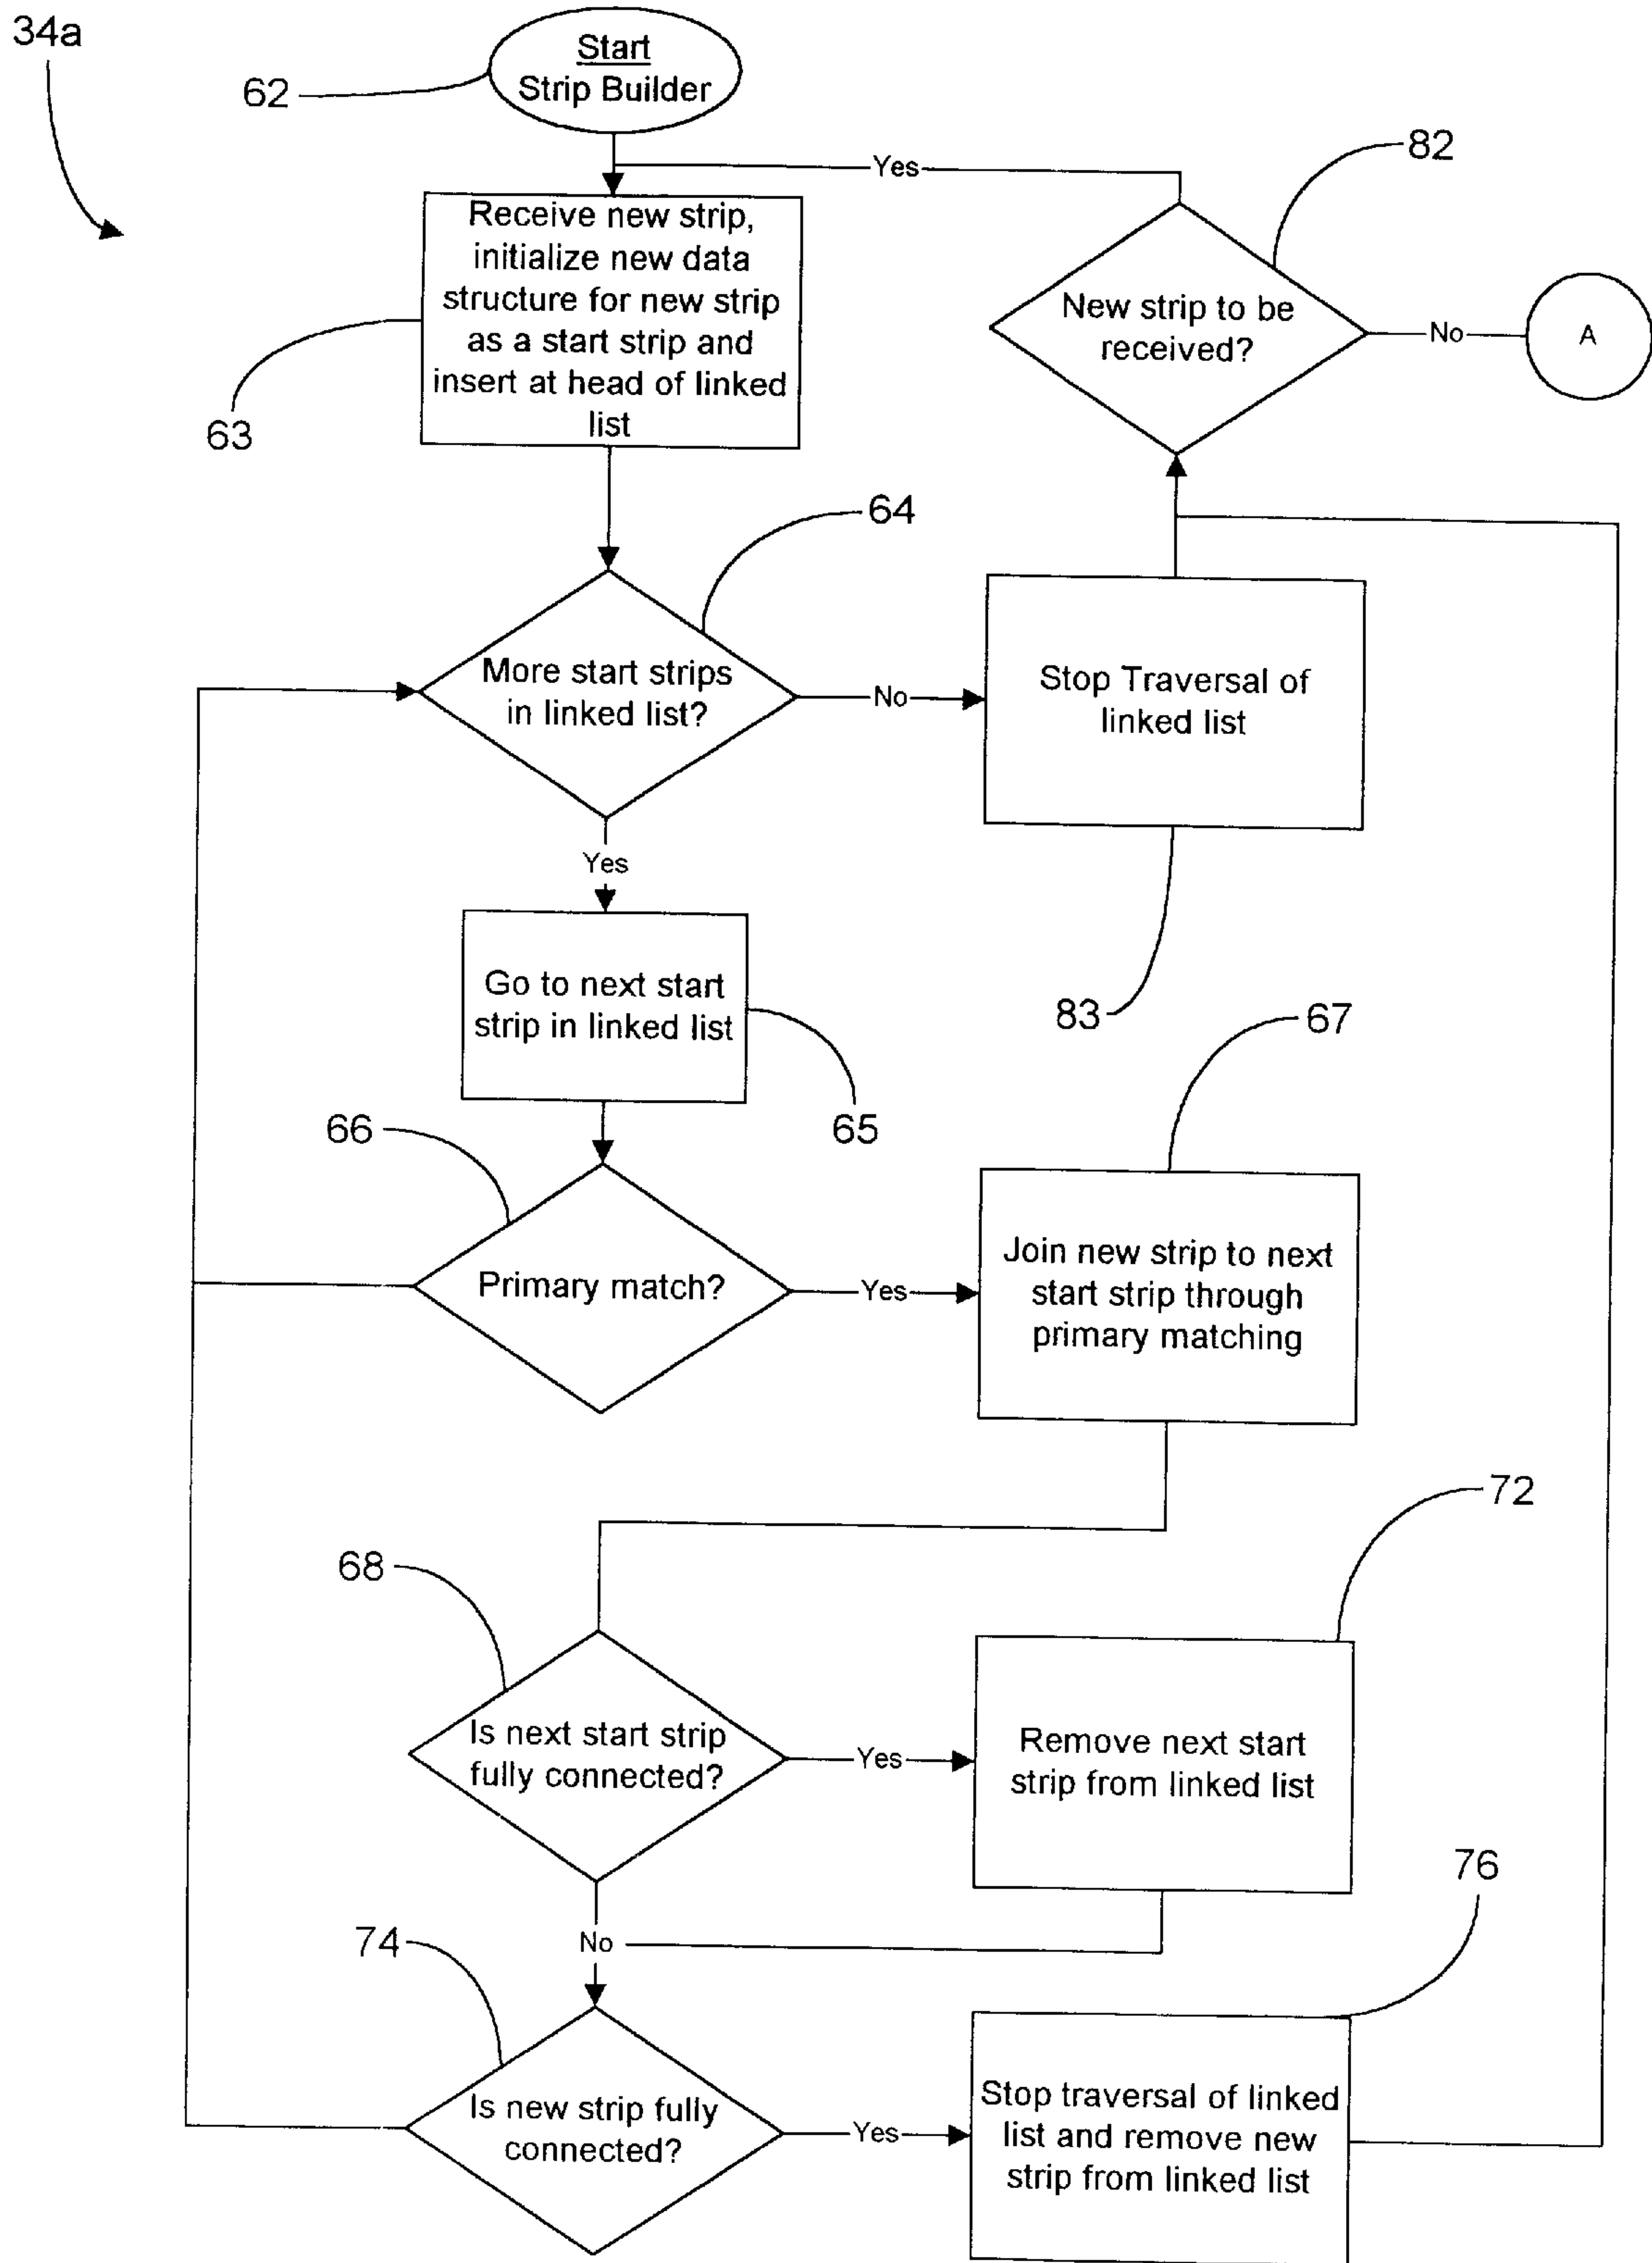 34a
Start
Strip Builder
62
82
Yes
Receive new strip,
initialize new data
structure for new strip
as a start strip and
insert at head of linked
list
63
New strip to be
received?
No
A
64
More start strips
in linked list?
No
Stop Traversal of
linked list
83
Yes
Go to next start
strip in linked list
65
67
66
Primary match?
Yes
Join new strip to next
start strip through
primary matching
72
68
Is next start strip
fully connected?
Yes
Remove next start
strip from linked list
76
No
74
Is new strip fully
connected?
Yes
Stop traversal of linked
list and remove new
strip from linked list